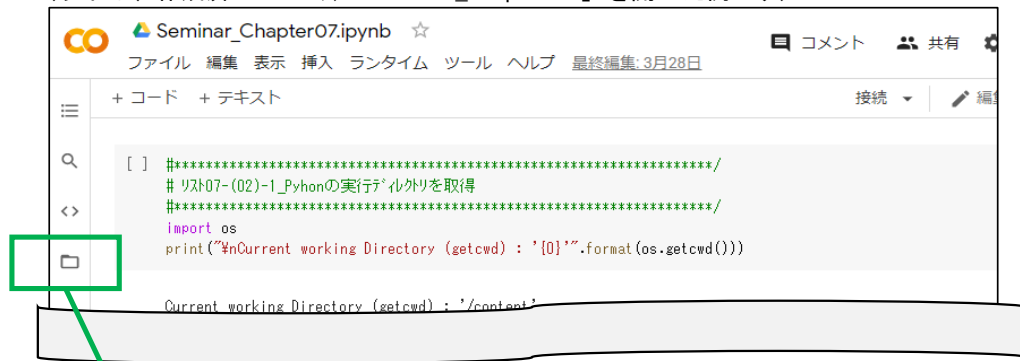 Seminar_Chapter07.ipynb
コメント 共有
ファイル 編集 表示 挿入 ランタイム ツール ヘルプ 最終編集: 3月28日
+ コード + テキスト 接続
[ ] #*********************************************************************/
# ﾘｽﾄ07-(02)-1_Pyhonの実行ﾃﾞｨﾚｸﾄﾘを取得
#*********************************************************************/
import os
print("¥nCurrent working Directory (getcwd) : '{0}'".format(os.getcwd()))
Current working Directory (getcwd) : '/content'